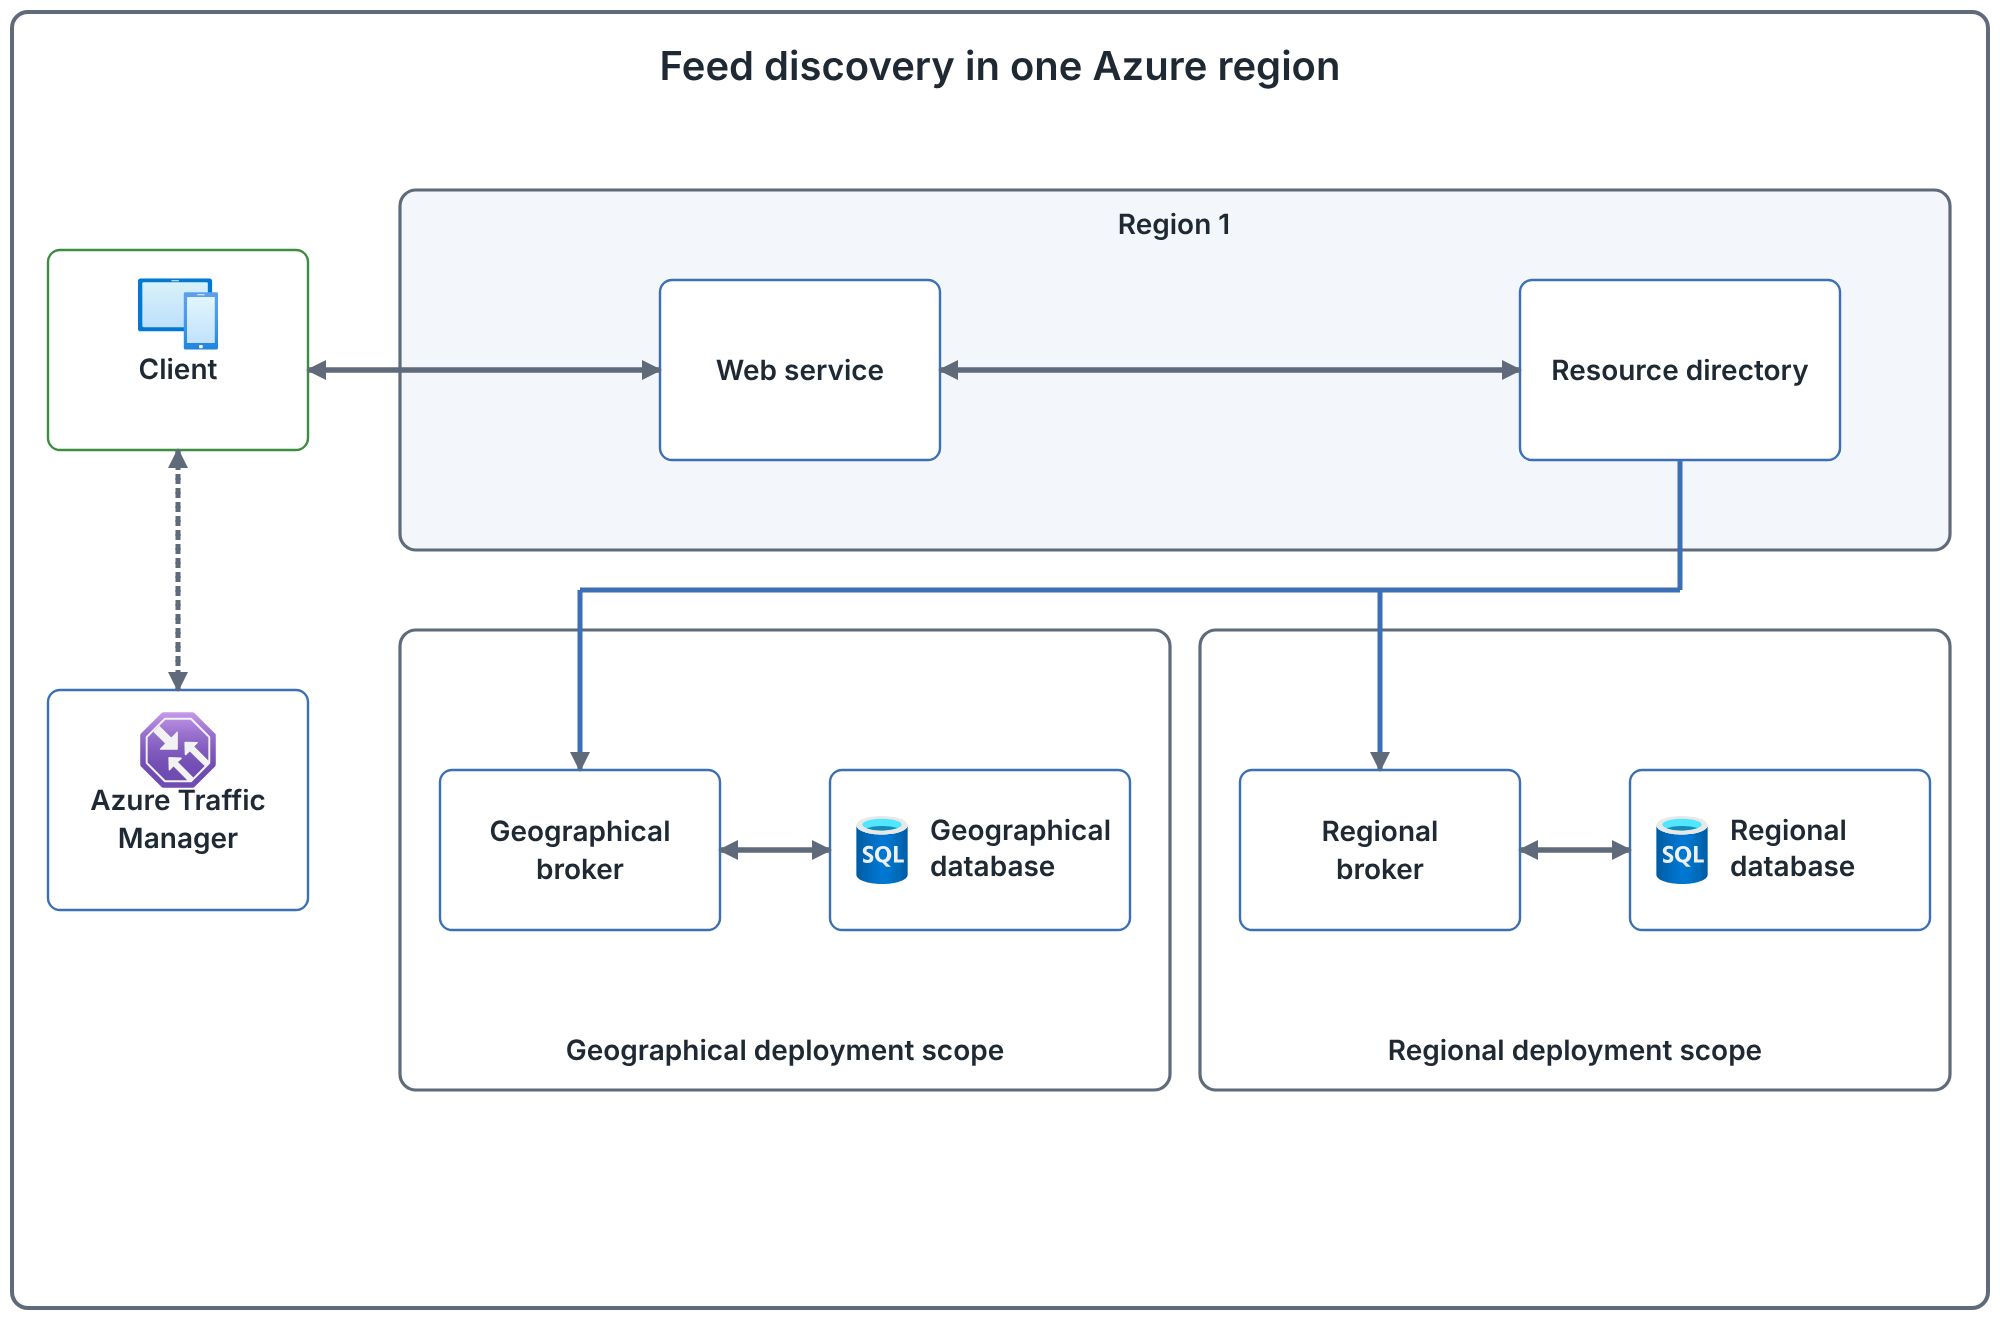 Feed discovery in one Azure region
Region 1
Client
Web service
Resource directory
Azure Traffic
Manager
Geographical
broker
SQL
Geographical
database
Geographical deployment scope
Regional
broker
SQL
Regional
database
Regional deployment scope